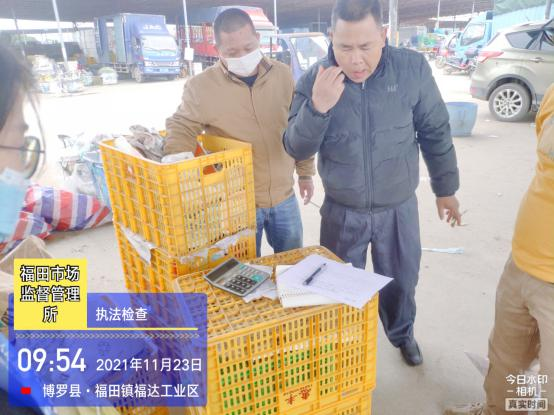 福田市场
监督管理
所
执法检查
09:54
2021年11月23日
博罗县·福田镇福达工业区
今日水印
-相机-
真实时间